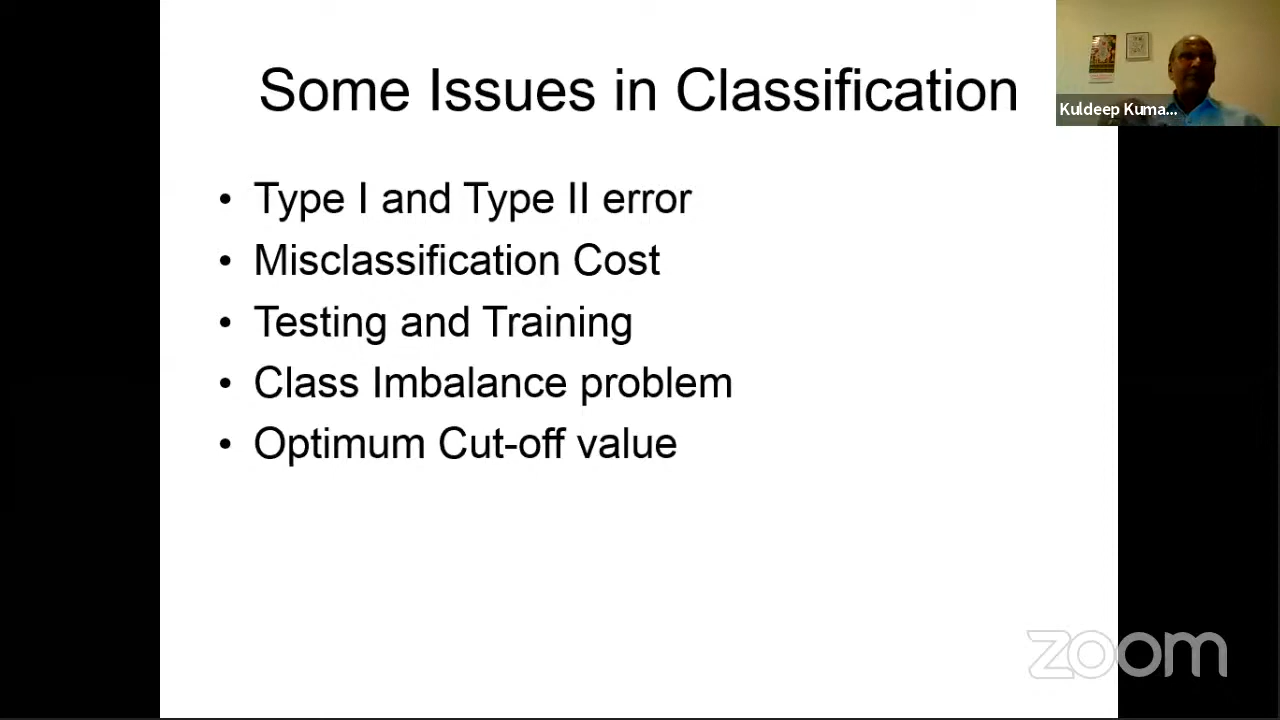 Some Issues in Classification
Kuldeep Kuma...
• Type I and Type II error
• Misclassification Cost
• Testing and Training
• Class Imbalance problem
• Optimum Cut-off value
zoom